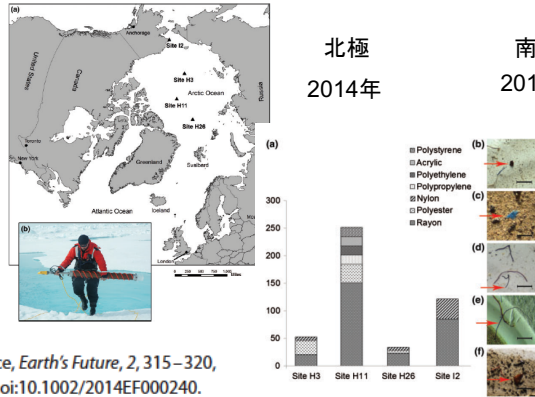 (a)
Anchorage
Site I2
Site H3
Arctic Ocean
Site H11
Site H26
United States
Canada
Russia
Toronto
New York
Greenland
Svalbard
Iceland
Atlantic Ocean
London
(b)
ce, Earth's Future, 2, 315–320,
oi:10.1002/2014EF000240.
北極
2014年
南
201
(a)
Polystyrene
Acrylic
Polyethylene
Polypropylene
Nylon
Polyester
Rayon
300
250
200
150
100
50
0
Site H3
Site H11
Site H26
Site I2
(b)
(c)
(d)
(e)
(f)